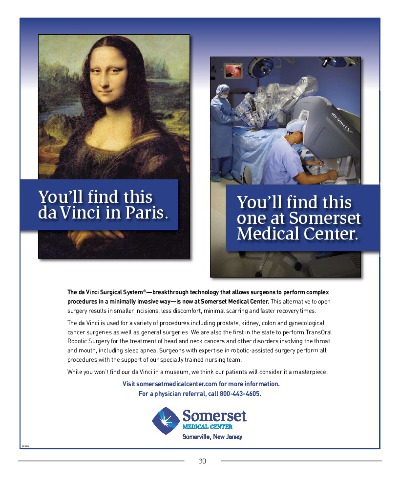 You'll find this
da Vinci in Paris.
You'll find this
one at Somerset
Medical Center.
The da Vinci Surgical System®—breakthrough technology that allows surgeons to perform complex
procedures in a minimally invasive way—is now at Somerset Medical Center. This alternative to open
surgery results in smaller incisions, less discomfort, minimal scarring and faster recovery times.
The da Vinci is used for a variety of procedures including prostate, kidney, colon and gynecological
cancer surgeries as well as general surgeries. We are also the first in the state to perform TransOral
Robotic Surgery for the treatment of head and neck cancers and other disorders involving the throat
and mouth, including sleep apnea. Surgeons with expertise in robotic-assisted surgery perform all
procedures with the support of our specially trained nursing team.
While you won't find our da Vinci in a museum, we think our patients will consider it a masterpiece.
Visit somersetmedicalcenter.com for more information.
For a physician referral, call 800-443-4605.
Somerset
MEDICAL CENTER
Somerville, New Jersey
30